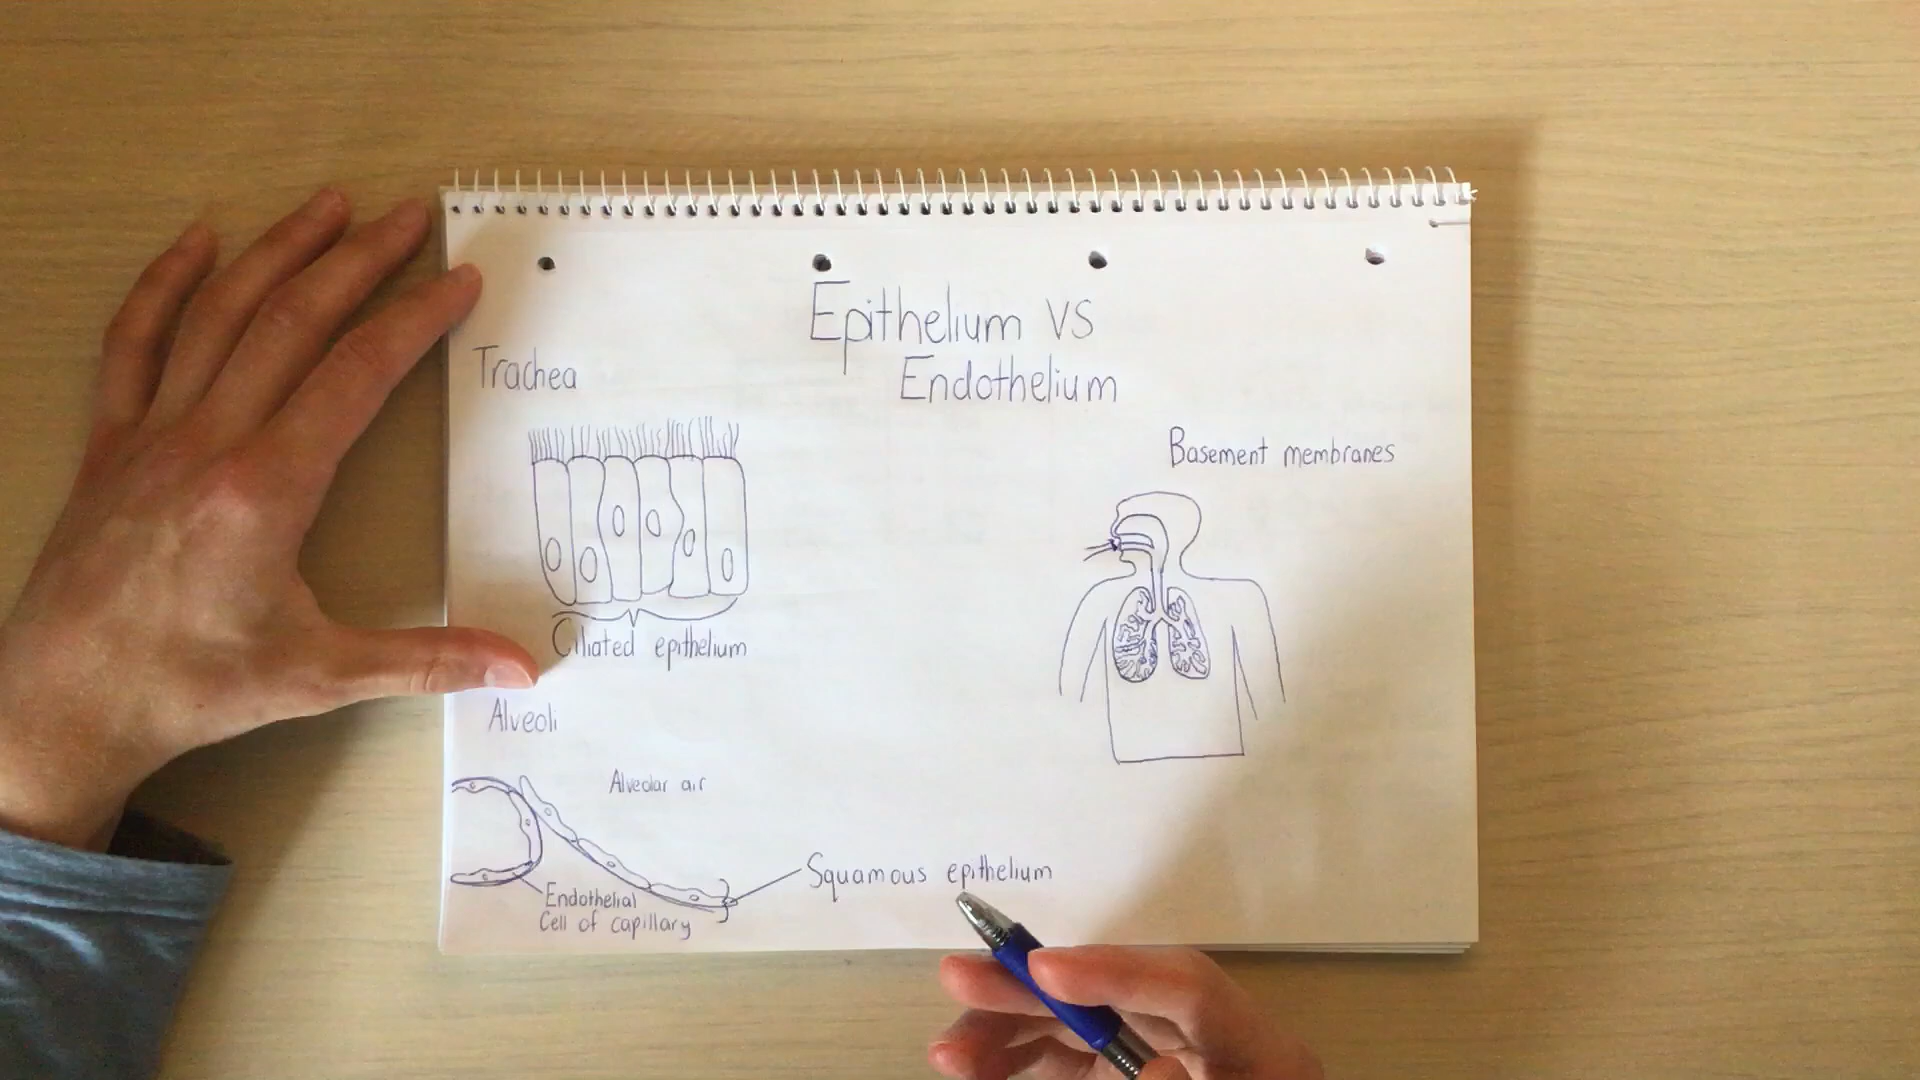 Epithelium VS
Endothelium
Trachea
Basement membranes
Ciliated epithelium
Alveoli
Alveolar air
Squamous epithelium
Endothelial
Cell of capillary